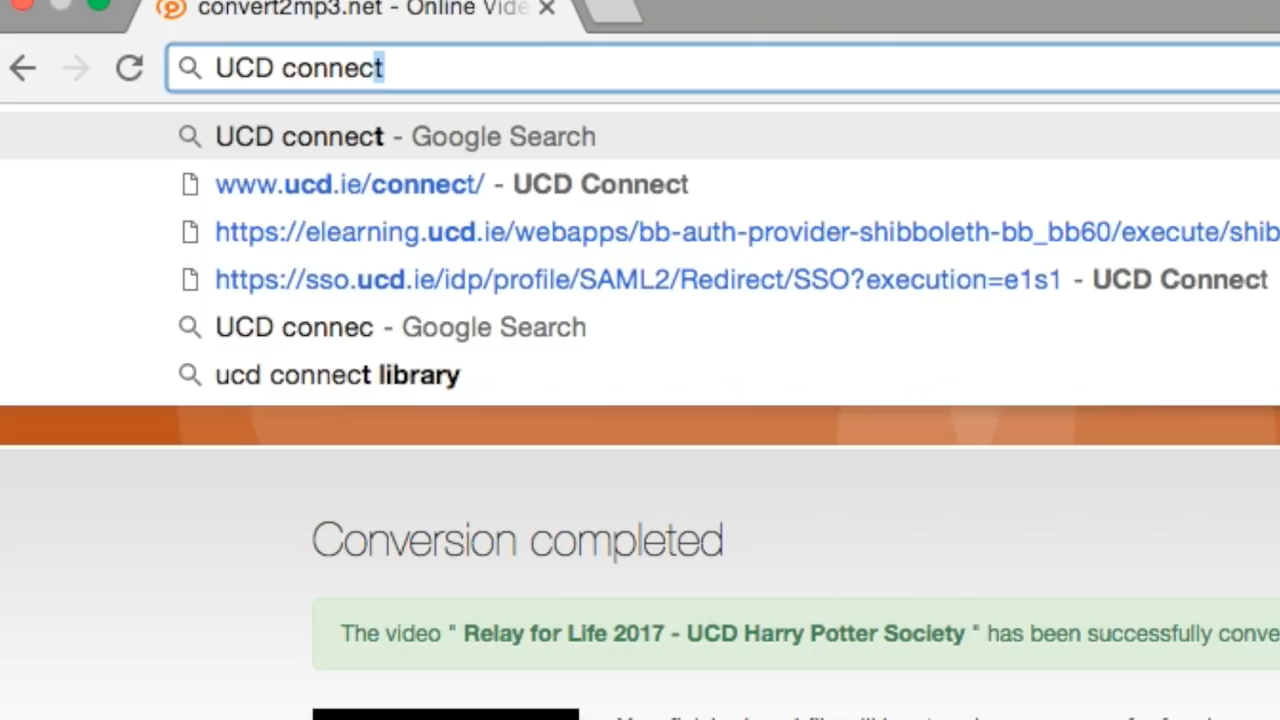 convert2mp3.net - Online Vide
UCD connect
UCD connect - Google Search
www.ucd.ie/connect/ - UCD Connect
https://elearning.ucd.ie/webapps/bb-auth-provider-shibboleth-bb_bb60/execute/shib
https://sso.ucd.ie/idp/profile/SAML2/Redirect/SSO?execution=e1s1 - UCD Connect
UCD connec - Google Search
ucd connect library
Conversion completed
The video " Relay for Life 2017 - UCD Harry Potter Society " has been successfully conve